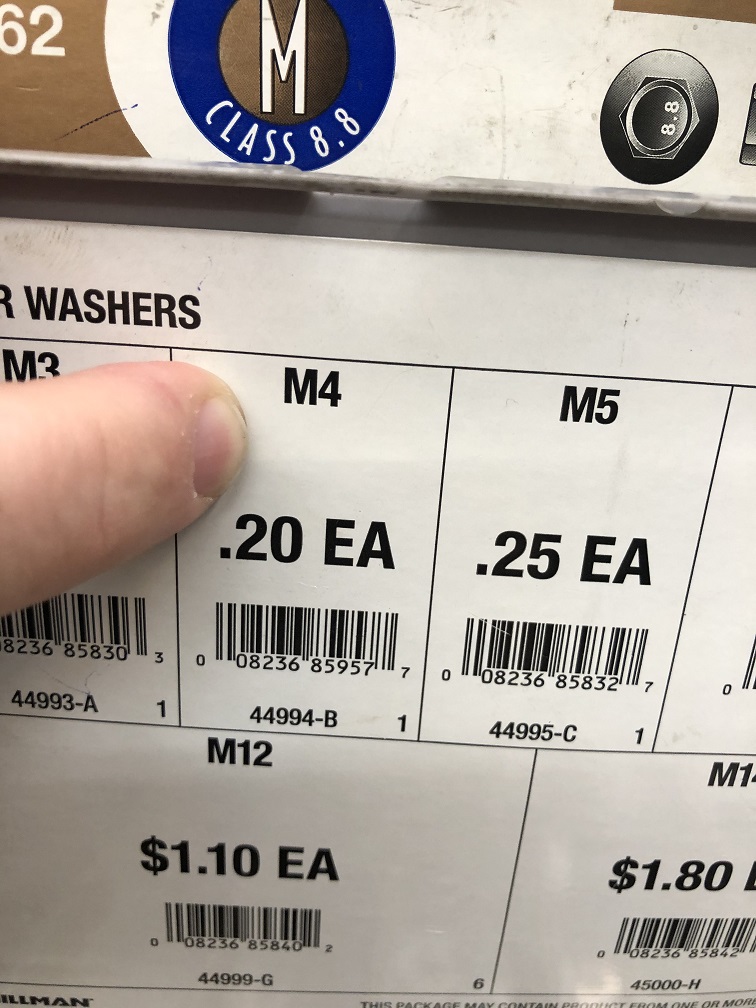 62
M
CLASS 8.8
8.8
R WASHERS
M3
M4
M5
.20 EA
.25 EA
08236 85830 3
0 08236 85957 7
0 08236 85832 7
0
44993-A 1
44994-B 1
44995-C 1
M12
M14
$1.10 EA
$1.80 E
0 08236 85840 2
0 08236 85842
44999-G 6
45000-H
ILLMAN
THIS PACKAGE MAY CONTAIN PRODUCT FROM ONE OR MORE